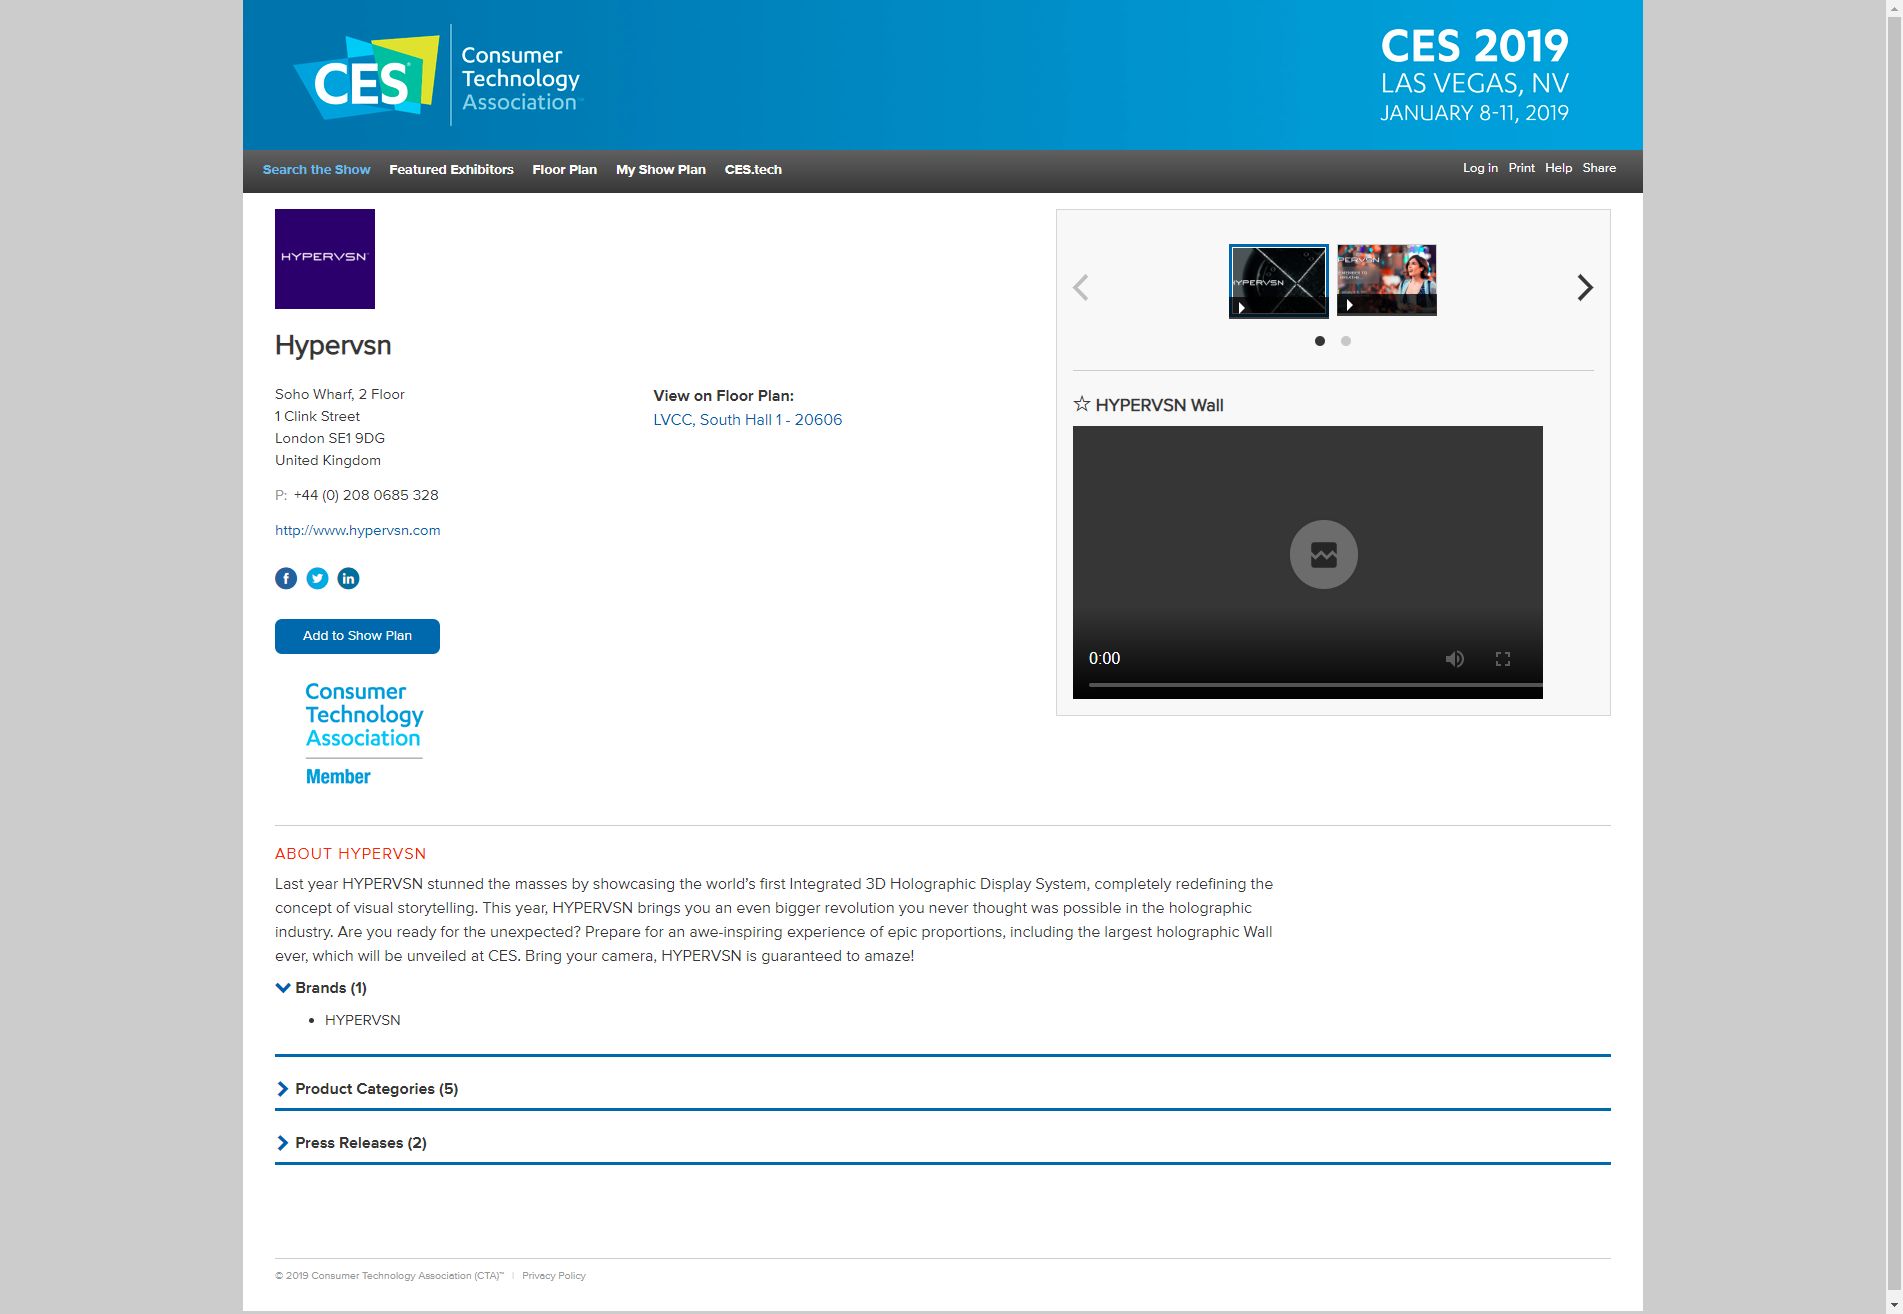 CES
Consumer
Technology
Association
CES 2019
LAS VEGAS, NV
JANUARY 8-11, 2019
Search the Show Featured Exhibitors Floor Plan My Show Plan CES.tech
Log in Print Help Share
HYPERVSN
Hypervsn
Soho Wharf, 2 Floor
1 Clink Street
London SE1 9DG
United Kingdom
P: +44 (0) 208 0685 328
http://www.hypervsn.com
Add to Show Plan
Consumer
Technology
Association
Member
View on Floor Plan:
LVCC, South Hall 1 - 20606
HYPERVSN
HYPERVSN Wall
0:00
ABOUT HYPERVSN
Last year HYPERVSN stunned the masses by showcasing the world’s first Integrated 3D Holographic Display System, completely redefining the
concept of visual storytelling. This year, HYPERVSN brings you an even bigger revolution you never thought was possible in the holographic
industry. Are you ready for the unexpected? Prepare for an awe-inspiring experience of epic proportions, including the largest holographic Wall
ever, which will be unveiled at CES. Bring your camera, HYPERVSN is guaranteed to amaze!
Brands (1)
• HYPERVSN
Product Categories (5)
Press Releases (2)
© 2019 Consumer Technology Association (CTA)™ | Privacy Policy